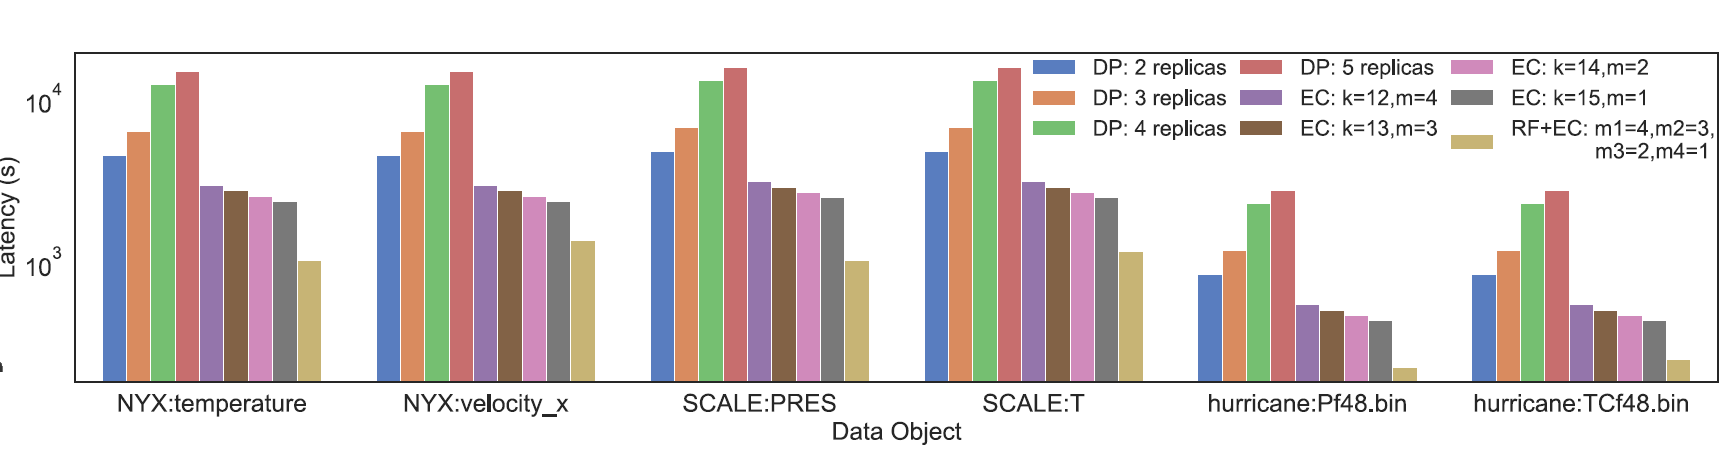 Latency (s)
10^4
10^3
DP: 2 replicas
DP: 3 replicas
DP: 4 replicas
DP: 5 replicas
EC: k=12,m=4
EC: k=13,m=3
EC: k=14,m=2
EC: k=15,m=1
RF+EC: m1=4,m2=3,
m3=2,m4=1
NYX:temperature
NYX:velocity_x
SCALE:PRES
SCALE:T
hurricane:Pf48.bin
hurricane:TCf48.bin
Data Object